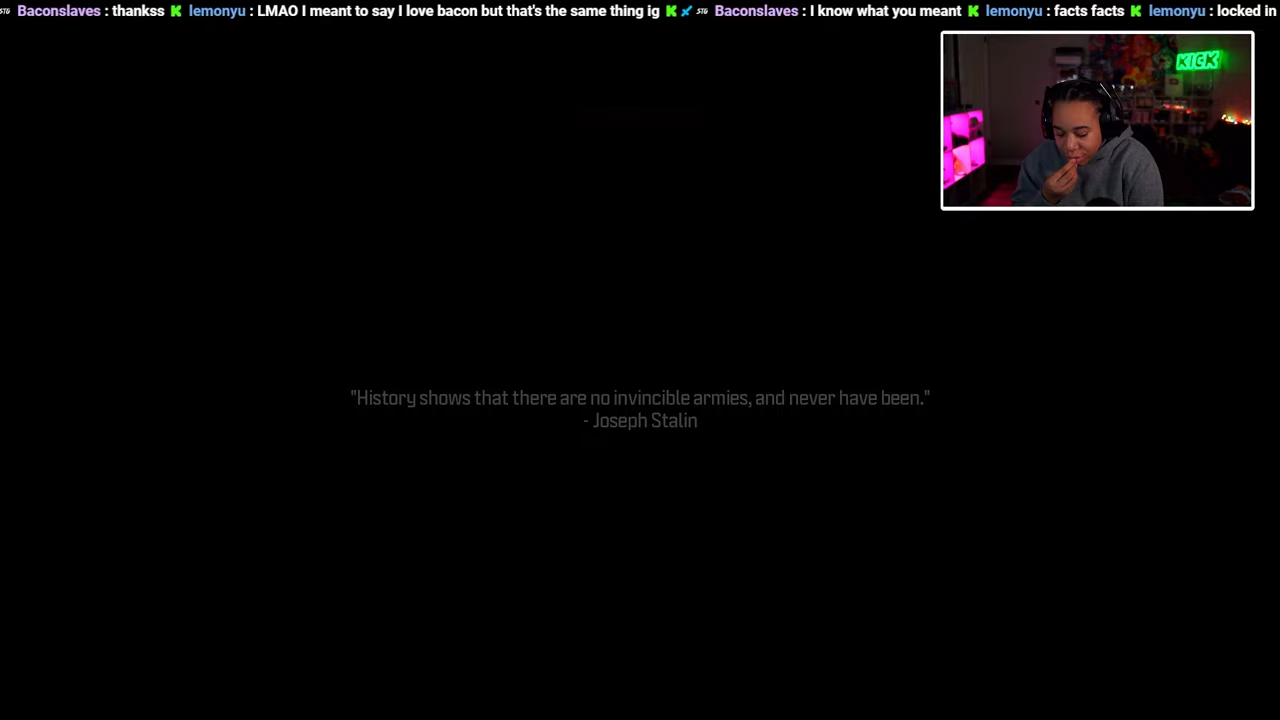 STG Baconslaves : thankss K lemonyu : LMAO I meant to say I love bacon but that's the same thing ig K STG Baconslaves : I know what you meant K lemonyu : facts facts K lemonyu : locked in
KICK
"History shows that there are no invincible armies, and never have been."
- Joseph Stalin